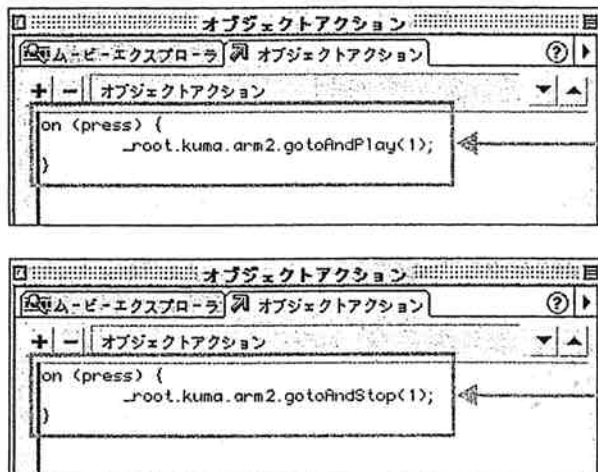 オブジェクトアクション
ムービーエクスプローラ オブジェクトアクション ?
+ - オブジェクトアクション
on (press) {
_root.kuma.arm2.gotoAndPlay(1);
}
オブジェクトアクション
ムービーエクスプローラ オブジェクトアクション ?
+ - オブジェクトアクション
on (press) {
_root.kuma.arm2.gotoAndStop(1);
}